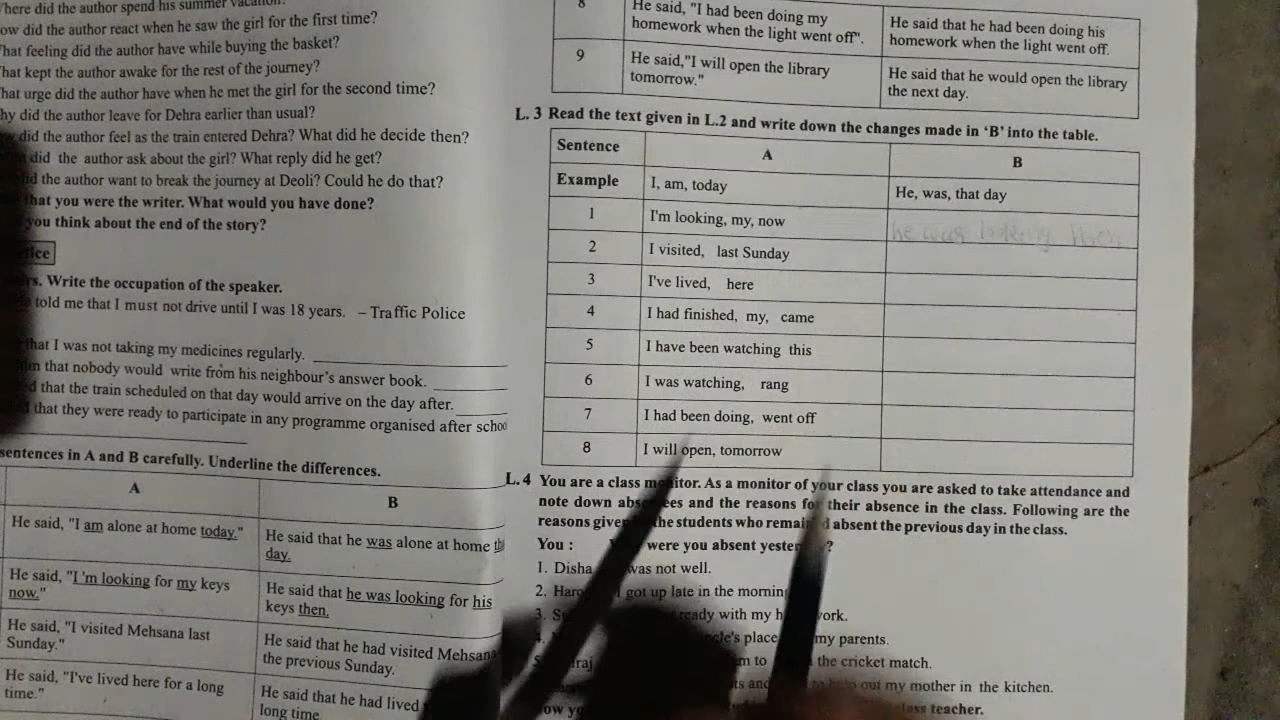 here did the author spend his summer vacation?
ow did the author react when he saw the girl for the first time?
hat feeling did the author have while buying the basket?
hat kept the author awake for the rest of the journey?
hat urge did the author have when he met the girl for the second time?
hy did the author leave for Dehra earlier than usual?
did the author feel as the train entered Dehra? What did he decide then?
did the author ask about the girl? What reply did he get?
did the author want to break the journey at Deoli? Could he do that?
that you were the writer. What would you have done?
you think about the end of the story?
Write the occupation of the speaker.
told me that I must not drive until I was 18 years. – Traffic Police
that I was not taking my medicines regularly.
that nobody would write from his neighbour's answer book.
that the train scheduled on that day would arrive on the day after.
that they were ready to participate in any programme organised after schoo
sentences in A and B carefully. Underline the differences.
A B
He said, "I am alone at home today." He said that he was alone at home
day.
He said, "I'm looking for my keys now." He said that he was looking for his keys then.
He said, "I visited Mehsana last Sunday." He said that he had visited Mehsana the previous Sunday.
He said, "I've lived here for a long time." He said that he had lived
long time
8 He said, "I had been doing my homework when the light went off". He said that he had been doing his homework when the light went off.
9 He said,"I will open the library tomorrow." He said that he would open the library the next day.
L. 3 Read the text given in L.2 and write down the changes made in 'B' into the table.
Sentence A B
Example I, am, today He, was, that day
1 I'm looking, my, now he was looking then
2 I visited, last Sunday
3 I've lived, here
4 I had finished, my, came
5 I have been watching this
6 I was watching, rang
7 I had been doing, went off
8 I will open, tomorrow
L. 4 You are a class monitor. As a monitor of your class you are asked to take attendance and
note down absentees and the reasons for their absence in the class. Following are the
reasons given the students who remained absent the previous day in the class.
You : were you absent yesterday?
1. Disha was not well.
2. I got up late in the morning
3. ready with my homework.
place my parents.
to the cricket match.
out my mother in the kitchen.
class teacher.